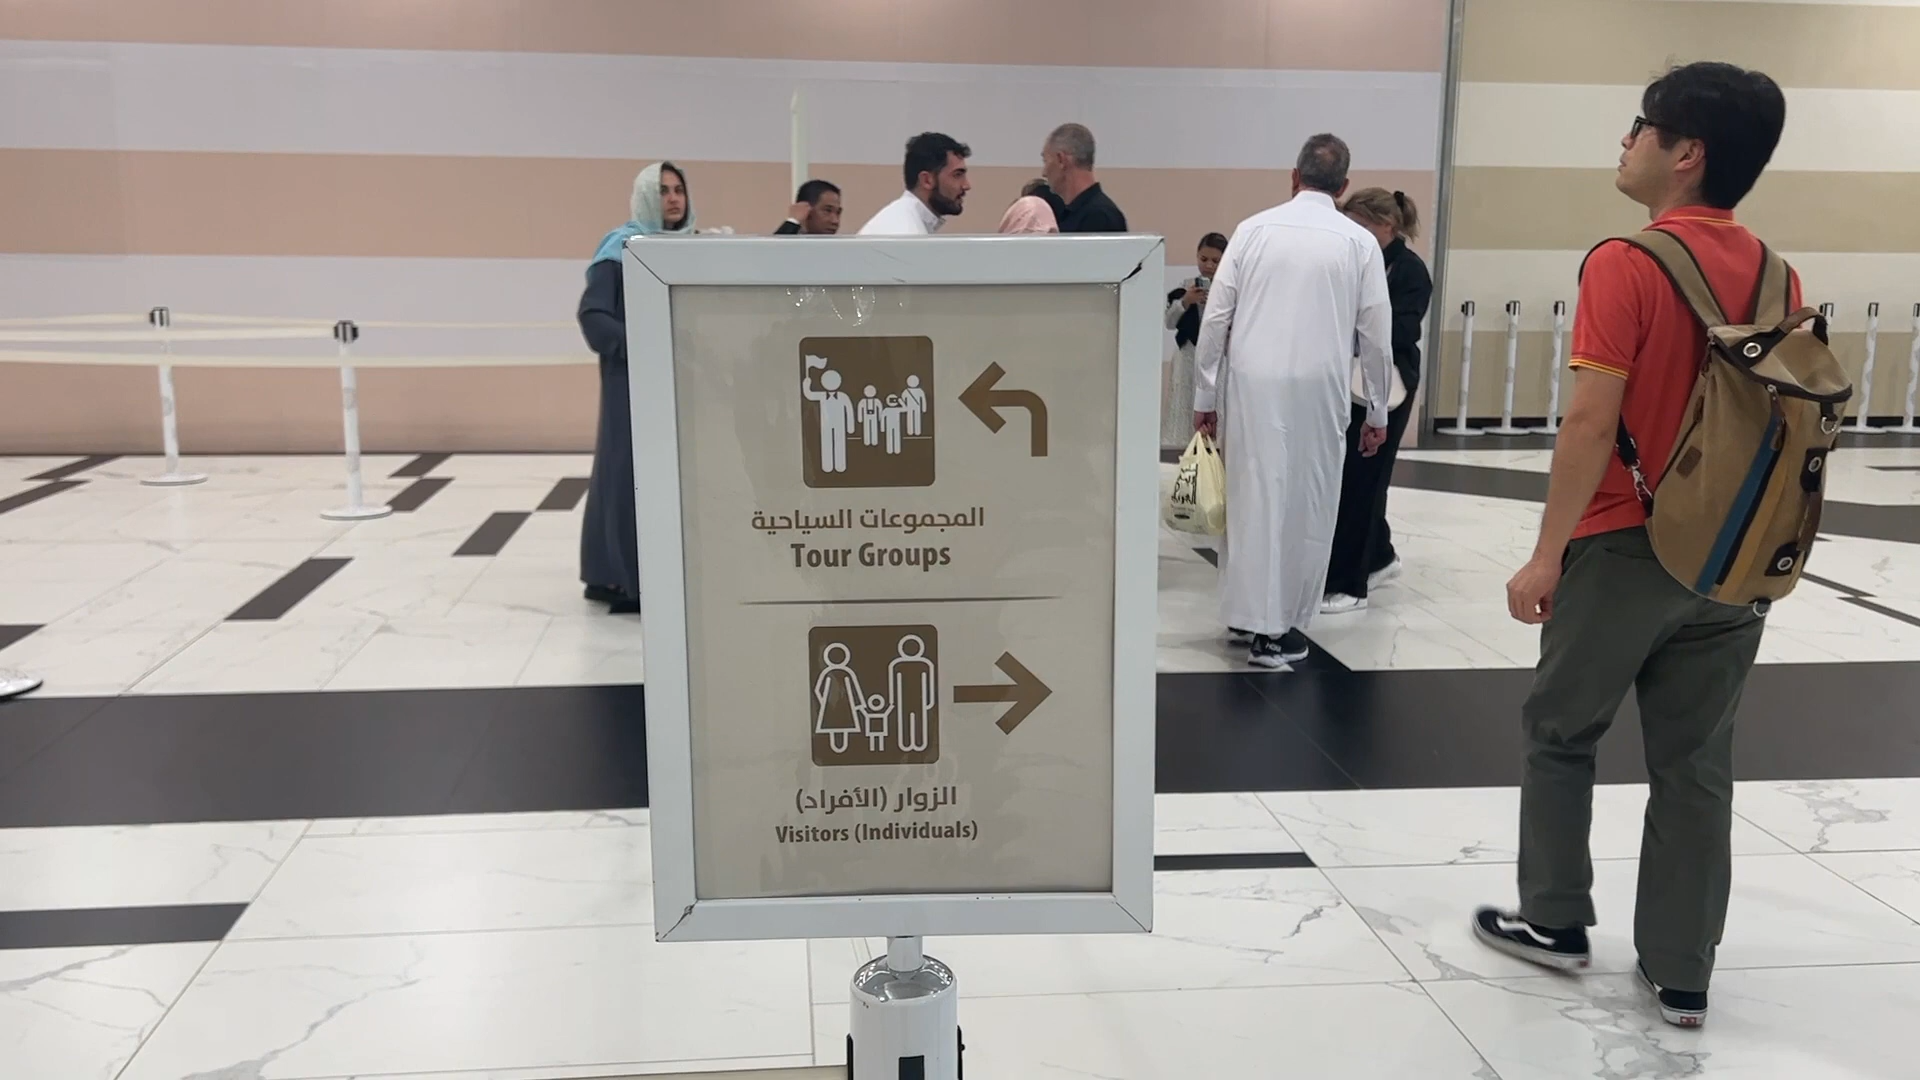 المجموعات السياحية
Tour Groups
الزوار (الأفراد)
Visitors (Individuals)